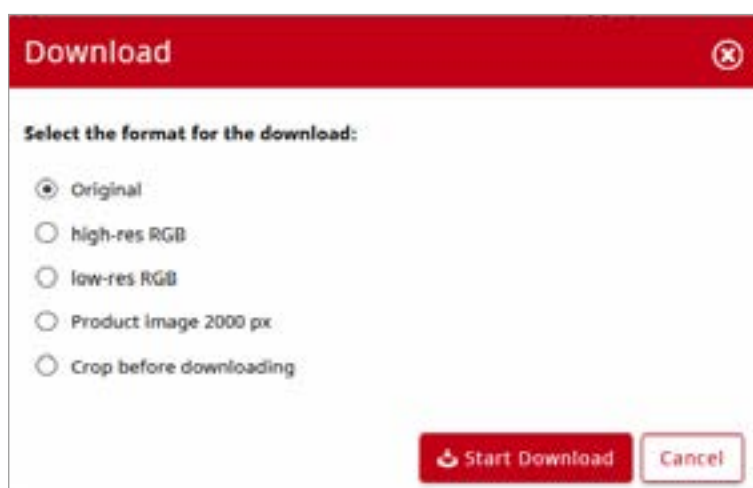 Download
Select the format for the download:
Original
high-res RGB
low-res RGB
Product image 2000 px
Crop before downloading
Start Download
Cancel